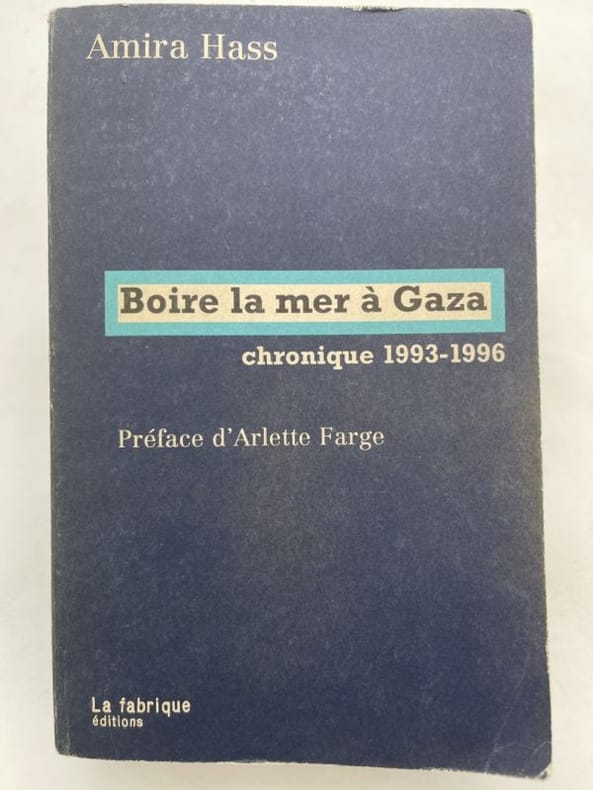 Amira Hass
Boire la mer à Gaza
chronique 1993-1996
Préface d'Arlette Farge
La fabrique
éditions